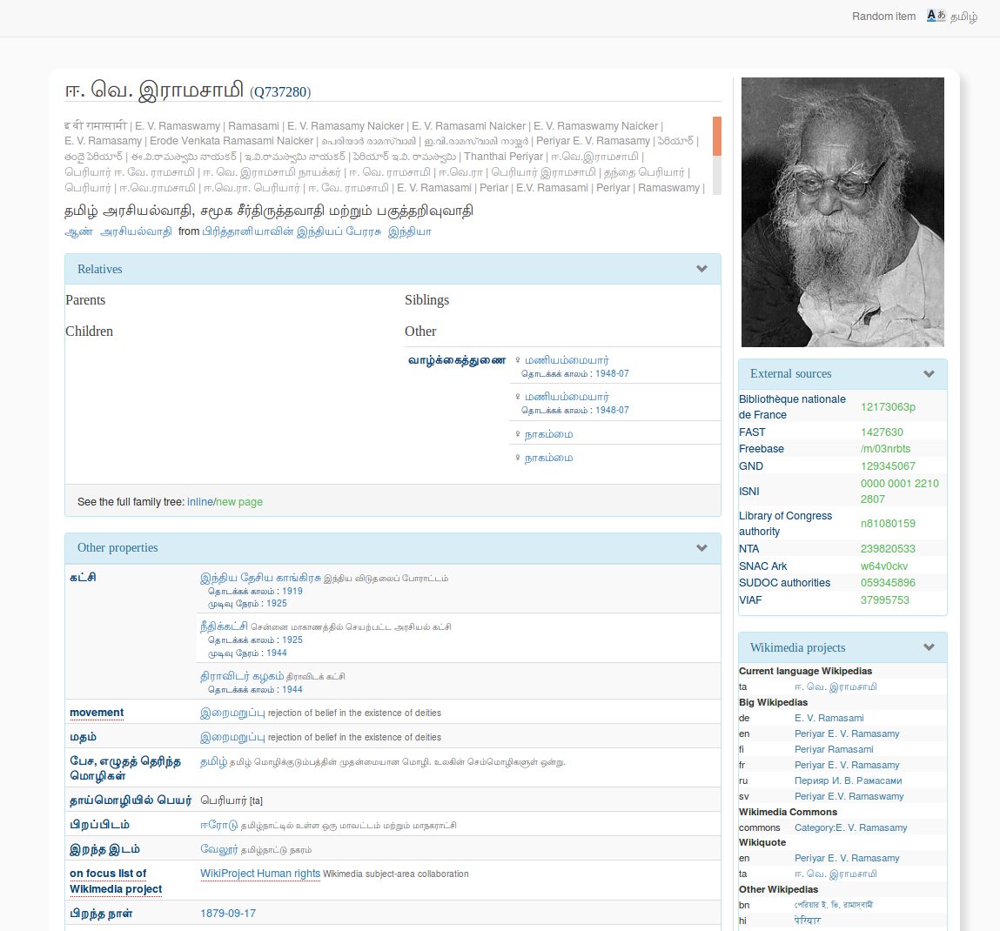 Random item தமிழ்
ஈ. வெ. இராமசாமி (Q737280)
इ वी रामासामी | E. V. Ramaswamy | Ramasami | E. V. Ramasamy Naicker | E. V. Ramasami Naicker | E. V. Ramaswamy Naicker |
E. V. Ramasamy | Erode Venkata Ramasami Naicker | പെരിയാർ രാമസ്വാമി | ഇ.വി.രാമസ്വാമി നായ്ക്കർ | Periyar E. V. Ramasamy | పెరియార్ |
తందై పెరియార్ | ఈ.వి.రామస్వామి నాయకర్ | ఇ.వి.రామస్వామి నాయకర్ | పెరియార్ ఇ.వి. రామస్వామి | Thanthai Periyar | ஈ.வெ.இராமசாமி |
பெரியார் ஈ. வே. ராமசாமி | ஈ. வெ. இராமசாமி நாயக்கர் | ஈ. வெ. ராமசாமி | ஈ.வெ.ரா | பெரியார் இராமசாமி | தந்தை பெரியார் |
பெரியார் | ஈ.வெ.ராமசாமி | ஈ.வெ.ரா. பெரியார் | ஈ. வே. ராமசாமி | E. V. Ramasami | Periar | E.V. Ramasami | Periyar | Ramaswamy |
தமிழ் அரசியல்வாதி, சமூக சீர்திருத்தவாதி மற்றும் பகுத்தறிவுவாதி
ஆண் அரசியல்வாதி from பிரித்தானியாவின் இந்தியப் பேரரசு இந்தியா
Relatives
Parents
Siblings
Children
Other
வாழ்க்கைத்துணை ♀ மணியம்மையார்
தொடக்கக் காலம் : 1948-07
♀ மணியம்மையார்
தொடக்கக் காலம் : 1948-07
♀ நாகம்மை
♀ நாகம்மை
See the full family tree: inline/new page
Other properties
கட்சி இந்திய தேசிய காங்கிரசு இந்திய விடுதலைப் போராட்டம்
தொடக்கக் காலம் : 1919
முடிவு நேரம் : 1925
நீதிக்கட்சி சென்னை மாகாணத்தில் செயற்பட்ட அரசியல் கட்சி
தொடக்கக் காலம் : 1925
முடிவு நேரம் : 1944
திராவிடர் கழகம் திராவிடக் கட்சி
தொடக்கக் காலம் : 1944
movement இறைமறுப்பு rejection of belief in the existence of deities
மதம் இறைமறுப்பு rejection of belief in the existence of deities
பேச, எழுதத் தெரிந்த
மொழிகள்
தமிழ் தமிழ் மொழிக்குடும்பத்தின் முதன்மையான மொழி. உலகின் செம்மொழிகளுள் ஒன்று.
தாய்மொழியில் பெயர் பெரியார் [ta]
பிறப்பிடம் ஈரோடு தமிழ்நாட்டில் உள்ள ஒரு மாவட்டம் மற்றும் மாநகராட்சி
இறந்த இடம் வேலூர் தமிழ்நாட்டு நகரம்
on focus list of
Wikimedia project
WikiProject Human rights Wikimedia subject-area collaboration
பிறந்த நாள் 1879-09-17
External sources
Bibliothèque nationale
de France
12173063p
FAST 1427630
Freebase /m/03nrbts
GND 129345067
ISNI 0000 0001 2210
2807
Library of Congress
authority
n81080159
NTA 239820533
SNAC Ark w64v0ckv
SUDOC authorities 059345896
VIAF 37995753
Wikimedia projects
Current language Wikipedias
ta ஈ. வெ. இராமசாமி
Big Wikipedias
de E. V. Ramasami
en Periyar E. V. Ramasamy
fi Periyar Ramasami
fr Periyar E. V. Ramasamy
ru Перияр И. В. Рамасами
sv Periyar E.V. Ramaswamy
Wikimedia Commons
commons Category:E. V. Ramasamy
Wikiquote
en Periyar E. V. Ramasamy
ta ஈ. வெ. இராமசாமி
Other Wikipedias
bn পেরিয়ার ই. ভি. রামাস্বামী
hi पेरियार